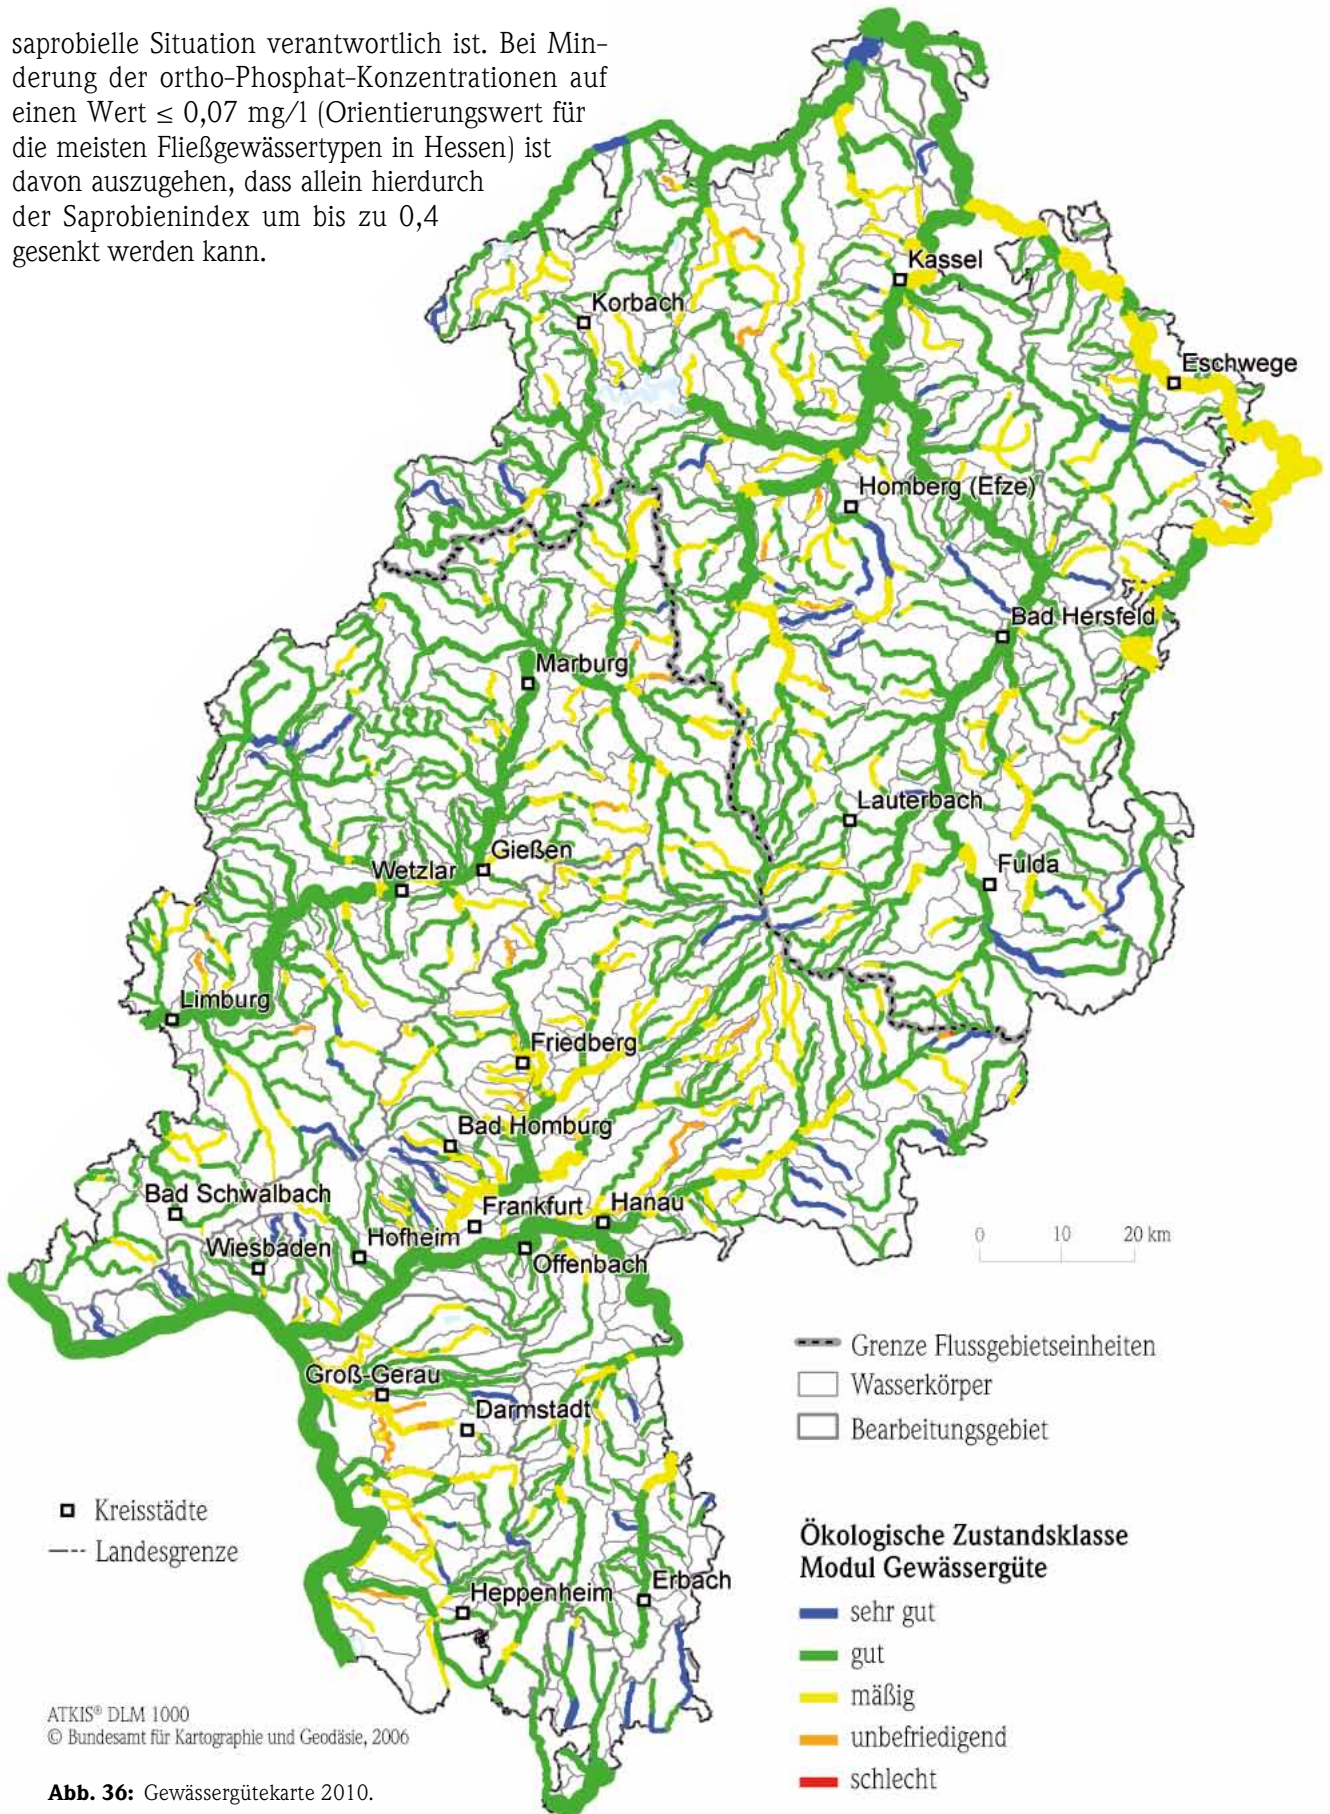 saprobielle Situation verantwortlich ist. Bei Min-
derung der ortho-Phosphat-Konzentrationen auf
einen Wert ≤ 0,07 mg/l (Orientierungswert für
die meisten Fließgewässertypen in Hessen) ist
davon auszugehen, dass allein hierdurch
der Saprobienindex um bis zu 0,4
gesenkt werden kann.
Kassel
Korbach
Eschwege
Homberg (Efze)
Bad Hersfeld
Marburg
Lauterbach
Gießen
Wetzlar
Fulda
Limburg
Friedberg
Bad Homburg
Bad Schwalbach
Frankfurt
Hanau
Hofheim
Wiesbaden
Offenbach
0 10 20 km
Groß-Gerau
Darmstadt
Heppenheim
Erbach
Grenze Flussgebietseinheiten
Wasserkörper
Bearbeitungsgebiet
Kreisstädte
Landesgrenze
Ökologische Zustandsklasse
Modul Gewässergüte
sehr gut
gut
mäßig
unbefriedigend
schlecht
ATKIS® DLM 1000
© Bundesamt für Kartographie und Geodäsie, 2006
Abb. 36: Gewässergütekarte 2010.